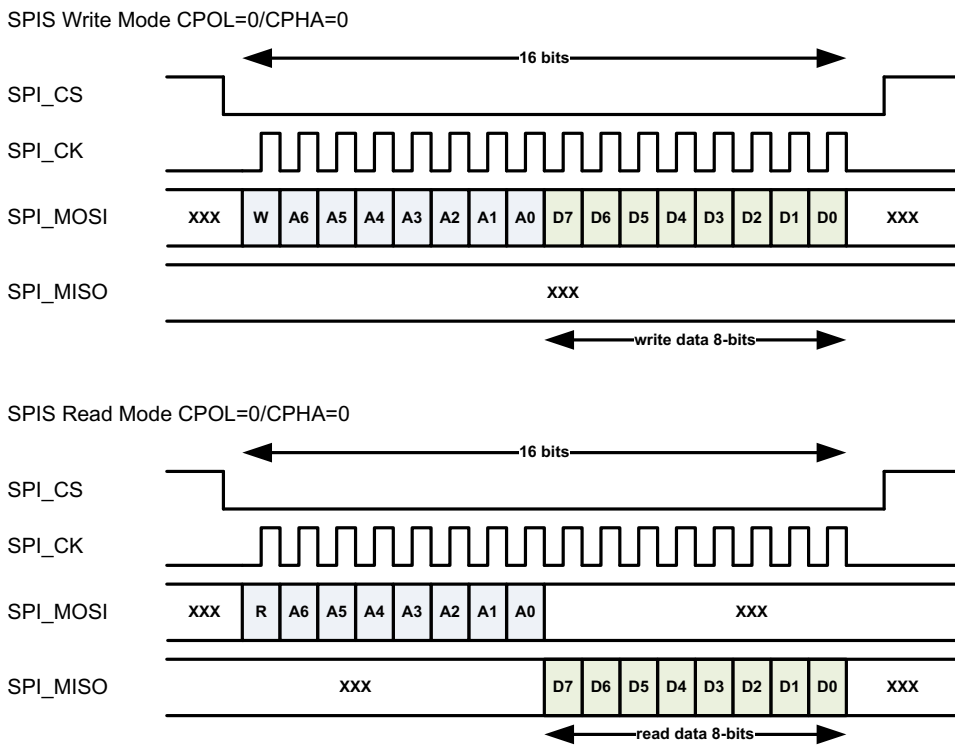 SPIS Write Mode CPOL=0/CPHA=0
16 bits
SPI_CS
SPI_CK
SPI_MOSI XXX W A6 A5 A4 A3 A2 A1 A0 D7 D6 D5 D4 D3 D2 D1 D0 XXX
SPI_MISO XXX
write data 8-bits
SPIS Read Mode CPOL=0/CPHA=0
16 bits
SPI_CS
SPI_CK
SPI_MOSI XXX R A6 A5 A4 A3 A2 A1 A0 XXX
SPI_MISO XXX D7 D6 D5 D4 D3 D2 D1 D0 XXX
read data 8-bits